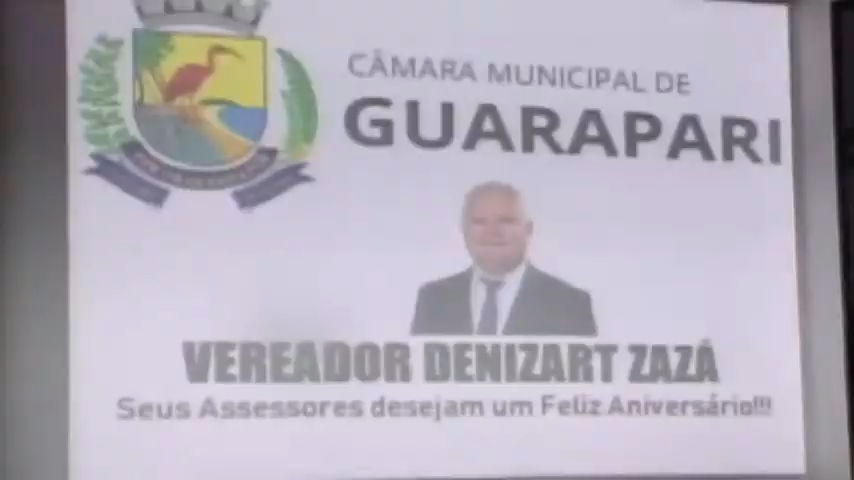 CÂMARA MUNICIPAL DE
GUARAPARI
VEREADOR DENIZART ZAZÁ
Seus Assessores desejam um Feliz Aniversário!!!